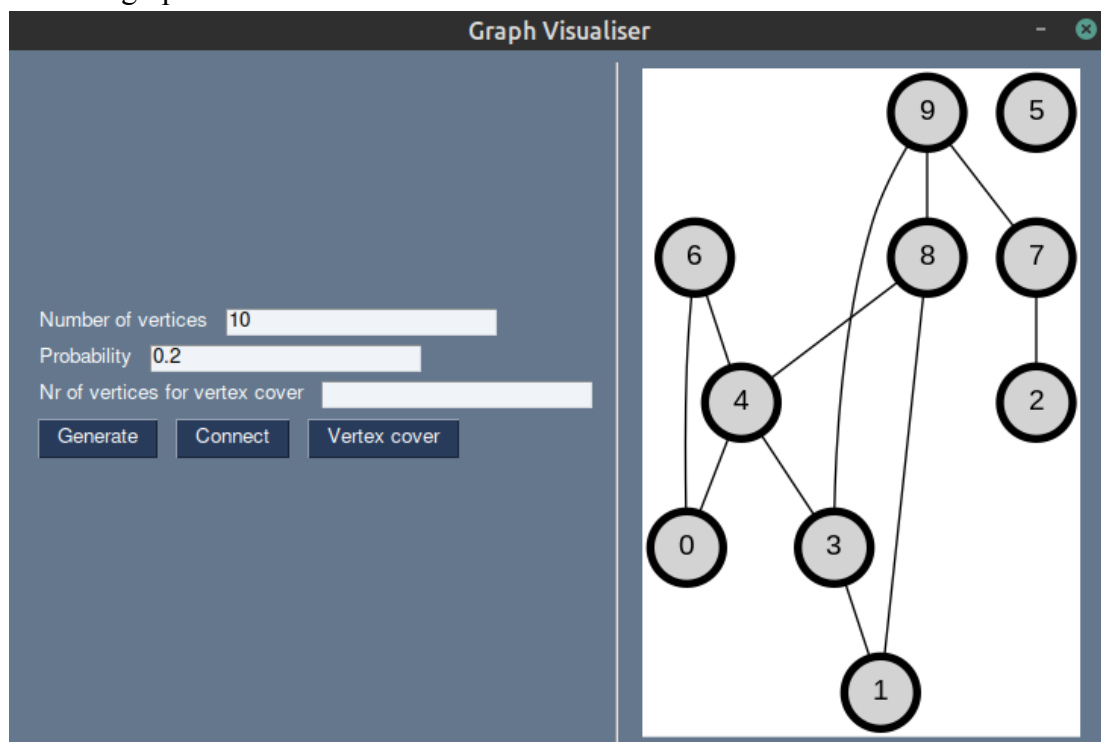 Graph Visualiser
Number of vertices 10
Probability 0.2
Nr of vertices for vertex cover
Generate Connect Vertex cover
9 5
6 8 7
4 2
0 3
1